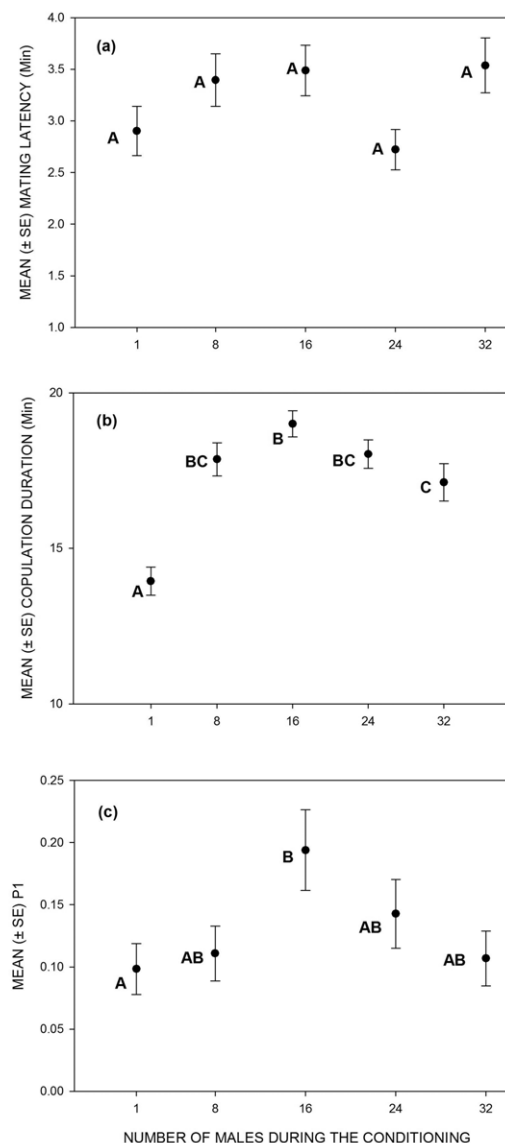 MEAN (± SE) MATING LATENCY (Min)
(a)
4.0
3.5
3.0
2.5
2.0
1.5
1.0
A
A
A
A
A
1 8 16 24 32
MEAN (± SE) COPULATION DURATION (Min)
(b)
20
15
10
A
BC
B
BC
C
1 8 16 24 32
MEAN (± SE) P1
(c)
0.25
0.20
0.15
0.10
0.05
0.00
A
AB
B
AB
AB
1 8 16 24 32
NUMBER OF MALES DURING THE CONDITIONING